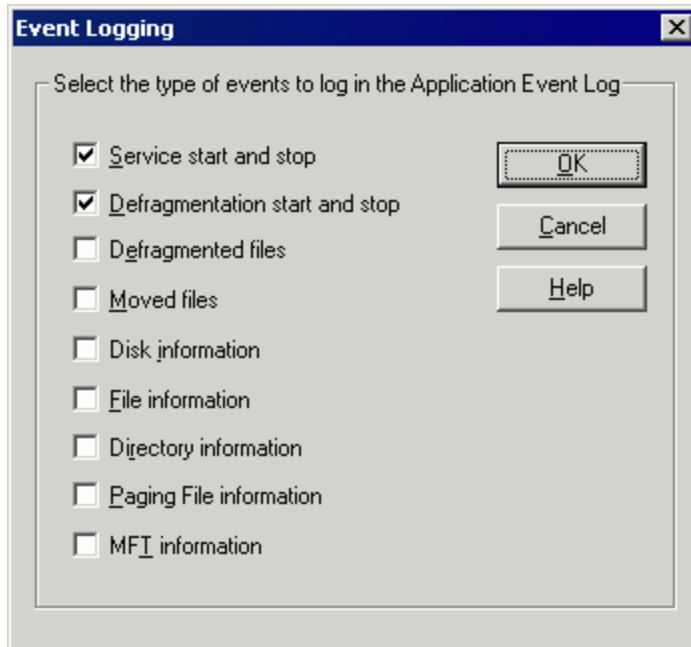 Event Logging
Select the type of events to log in the Application Event Log
Service start and stop
Defragmentation start and stop
Defragmented files
Moved files
Disk information
File information
Directory information
Paging File information
MFT information
OK
Cancel
Help